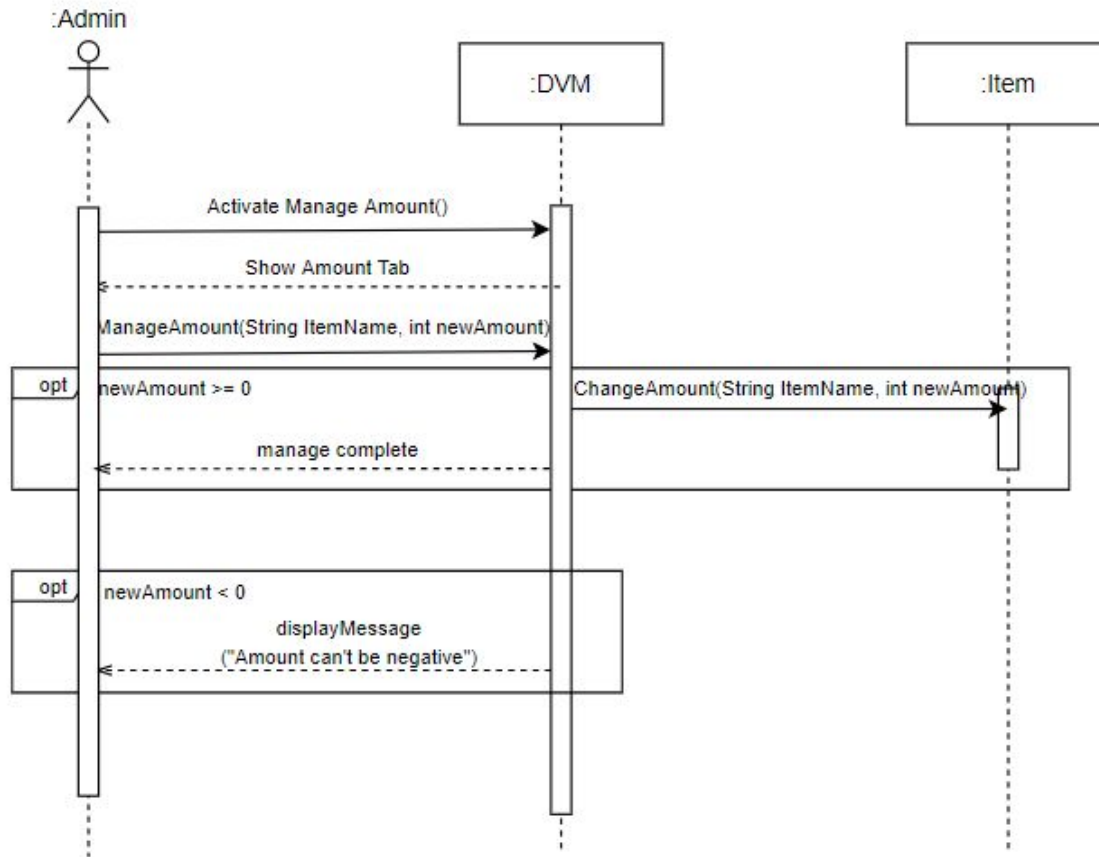 :Admin
:DVM
:Item
Activate Manage Amount()
Show Amount Tab
ManageAmount(String ItemName, int newAmount)
opt
newAmount >= 0
ChangeAmount(String ItemName, int newAmount)
manage complete
opt
newAmount < 0
displayMessage
("Amount can't be negative")